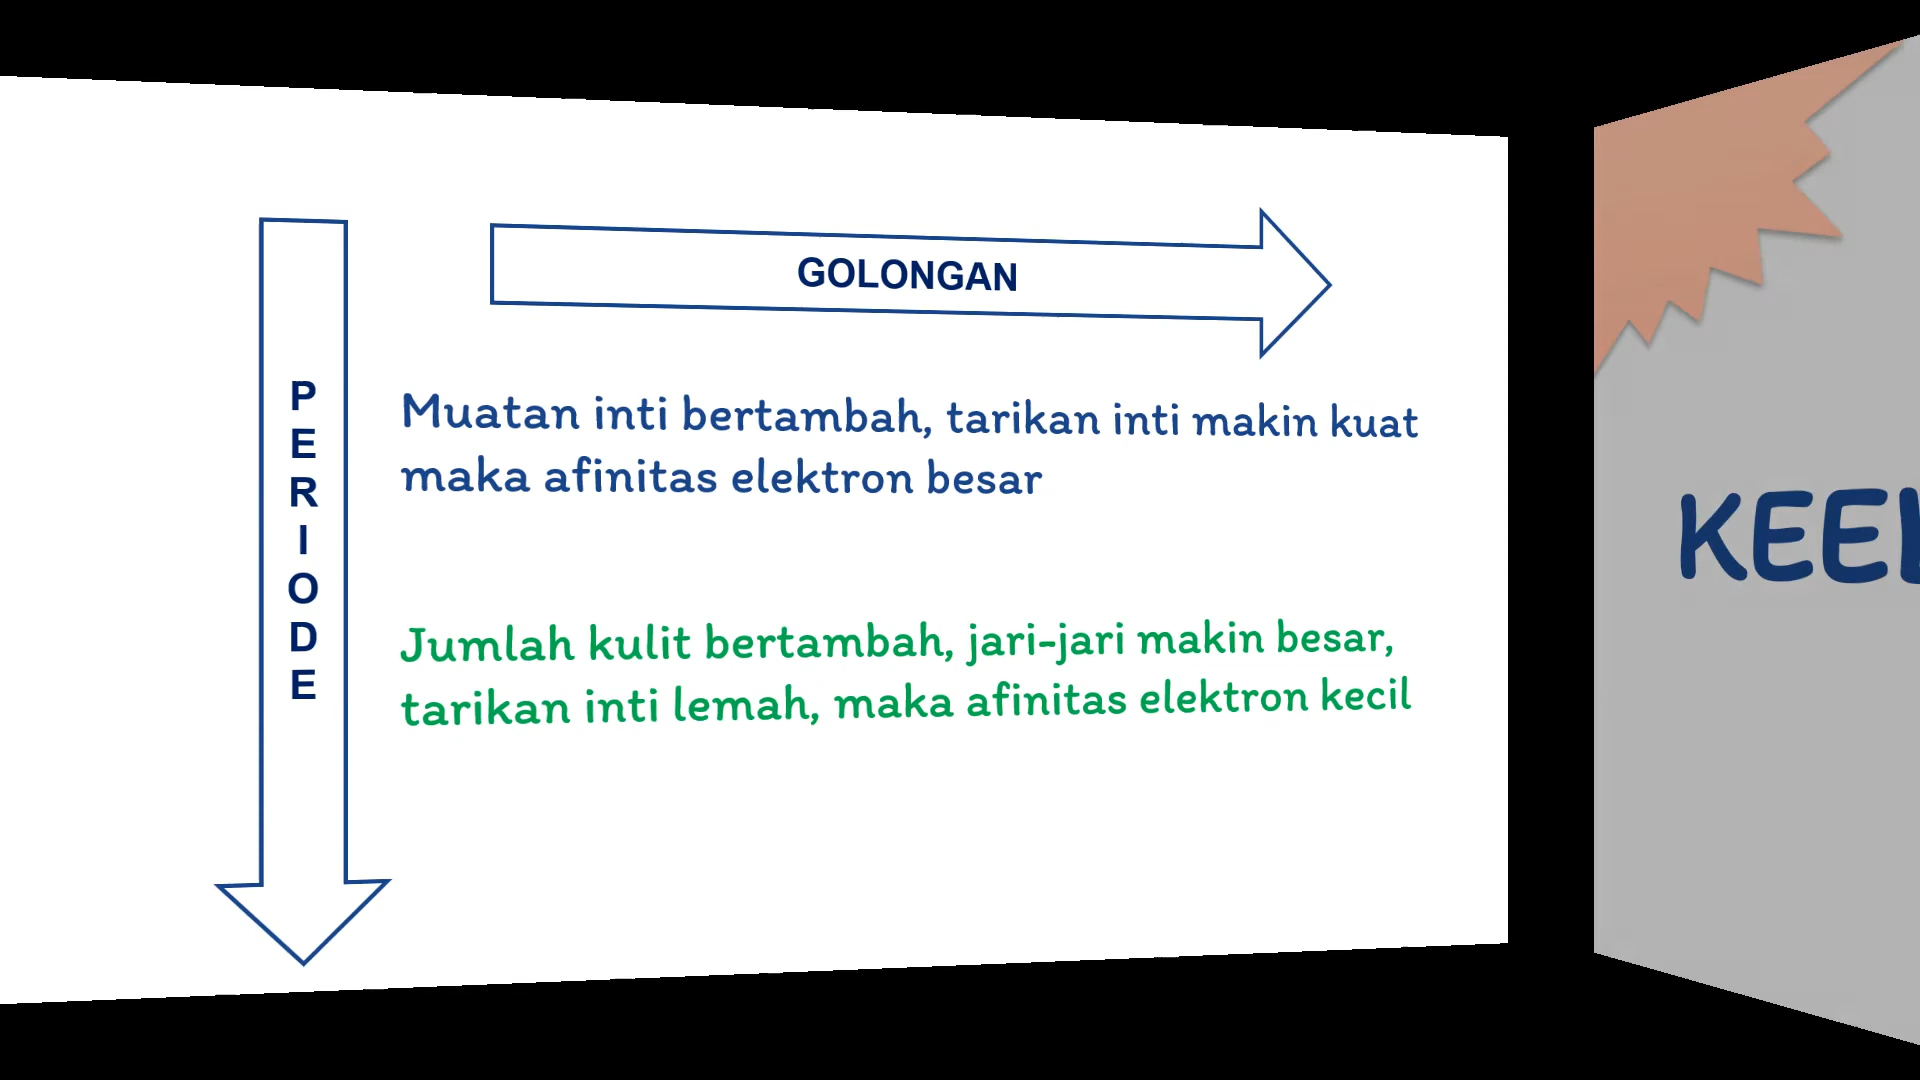 GOLONGAN
PERIODE
Muatan inti bertambah, tarikan inti makin kuat
maka afinitas elektron besar
Jumlah kulit bertambah, jari-jari makin besar,
tarikan inti lemah, maka afinitas elektron kecil